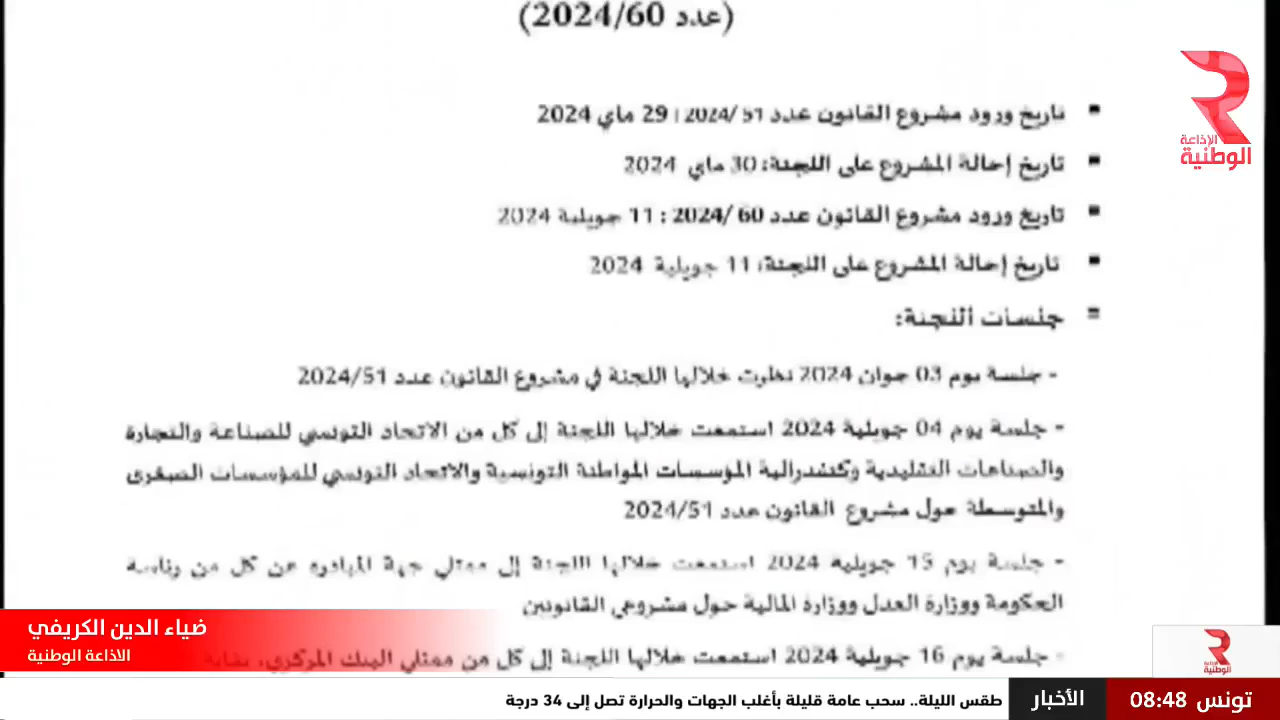 (عدد 2024/60)
تاريخ ورود مشروع القانون عدد 51 /2024: 29 ماي 2024
تاريخ إحالة المشروع على اللجنة: 30 ماي 2024
تاريخ ورود مشروع القانون عدد 60 /2024 : 11 جويلية 2024
تاريخ إحالة المشروع على اللجنة: 11 جويلية 2024
جلسات اللجنة:
- جلسة يوم 03 جوان 2024 نظرت خلالها اللجنة في مشروع القانون عدد 2024/51
- جلسة يوم 04 جويلية 2024 استمعت خلالها اللجنة إلى كل من الاتحاد التونسي للصناعة والتجارة
والصناعات التقليدية وكنفدرالية المؤسسات المواطنة التونسية والاتحاد التونسي للمؤسسات الصغرى
والمتوسطة حول مشروع القانون عدد 2024/51
- جلسة يوم 15 جويلية 2024 استمعت خلالها اللجنة إلى ممثلي جهة المبادرة عن كل من رئاسة
الحكومة ووزارة العدل ووزارة المالية حول مشروعي القانونين
- جلسة يوم 16 جويلية 2024 استمعت خلالها اللجنة إلى كل من ممثلي البنك المركزي،
الإذاعة
الوطنية
ضياء الدين الكريفي
الاذاعة الوطنية
الإذاعة
الوطنية
تونس 08:48
الأخبار
طقس الليلة.. سحب عامة قليلة بأغلب الجهات والحرارة تصل إلى 34 درجة